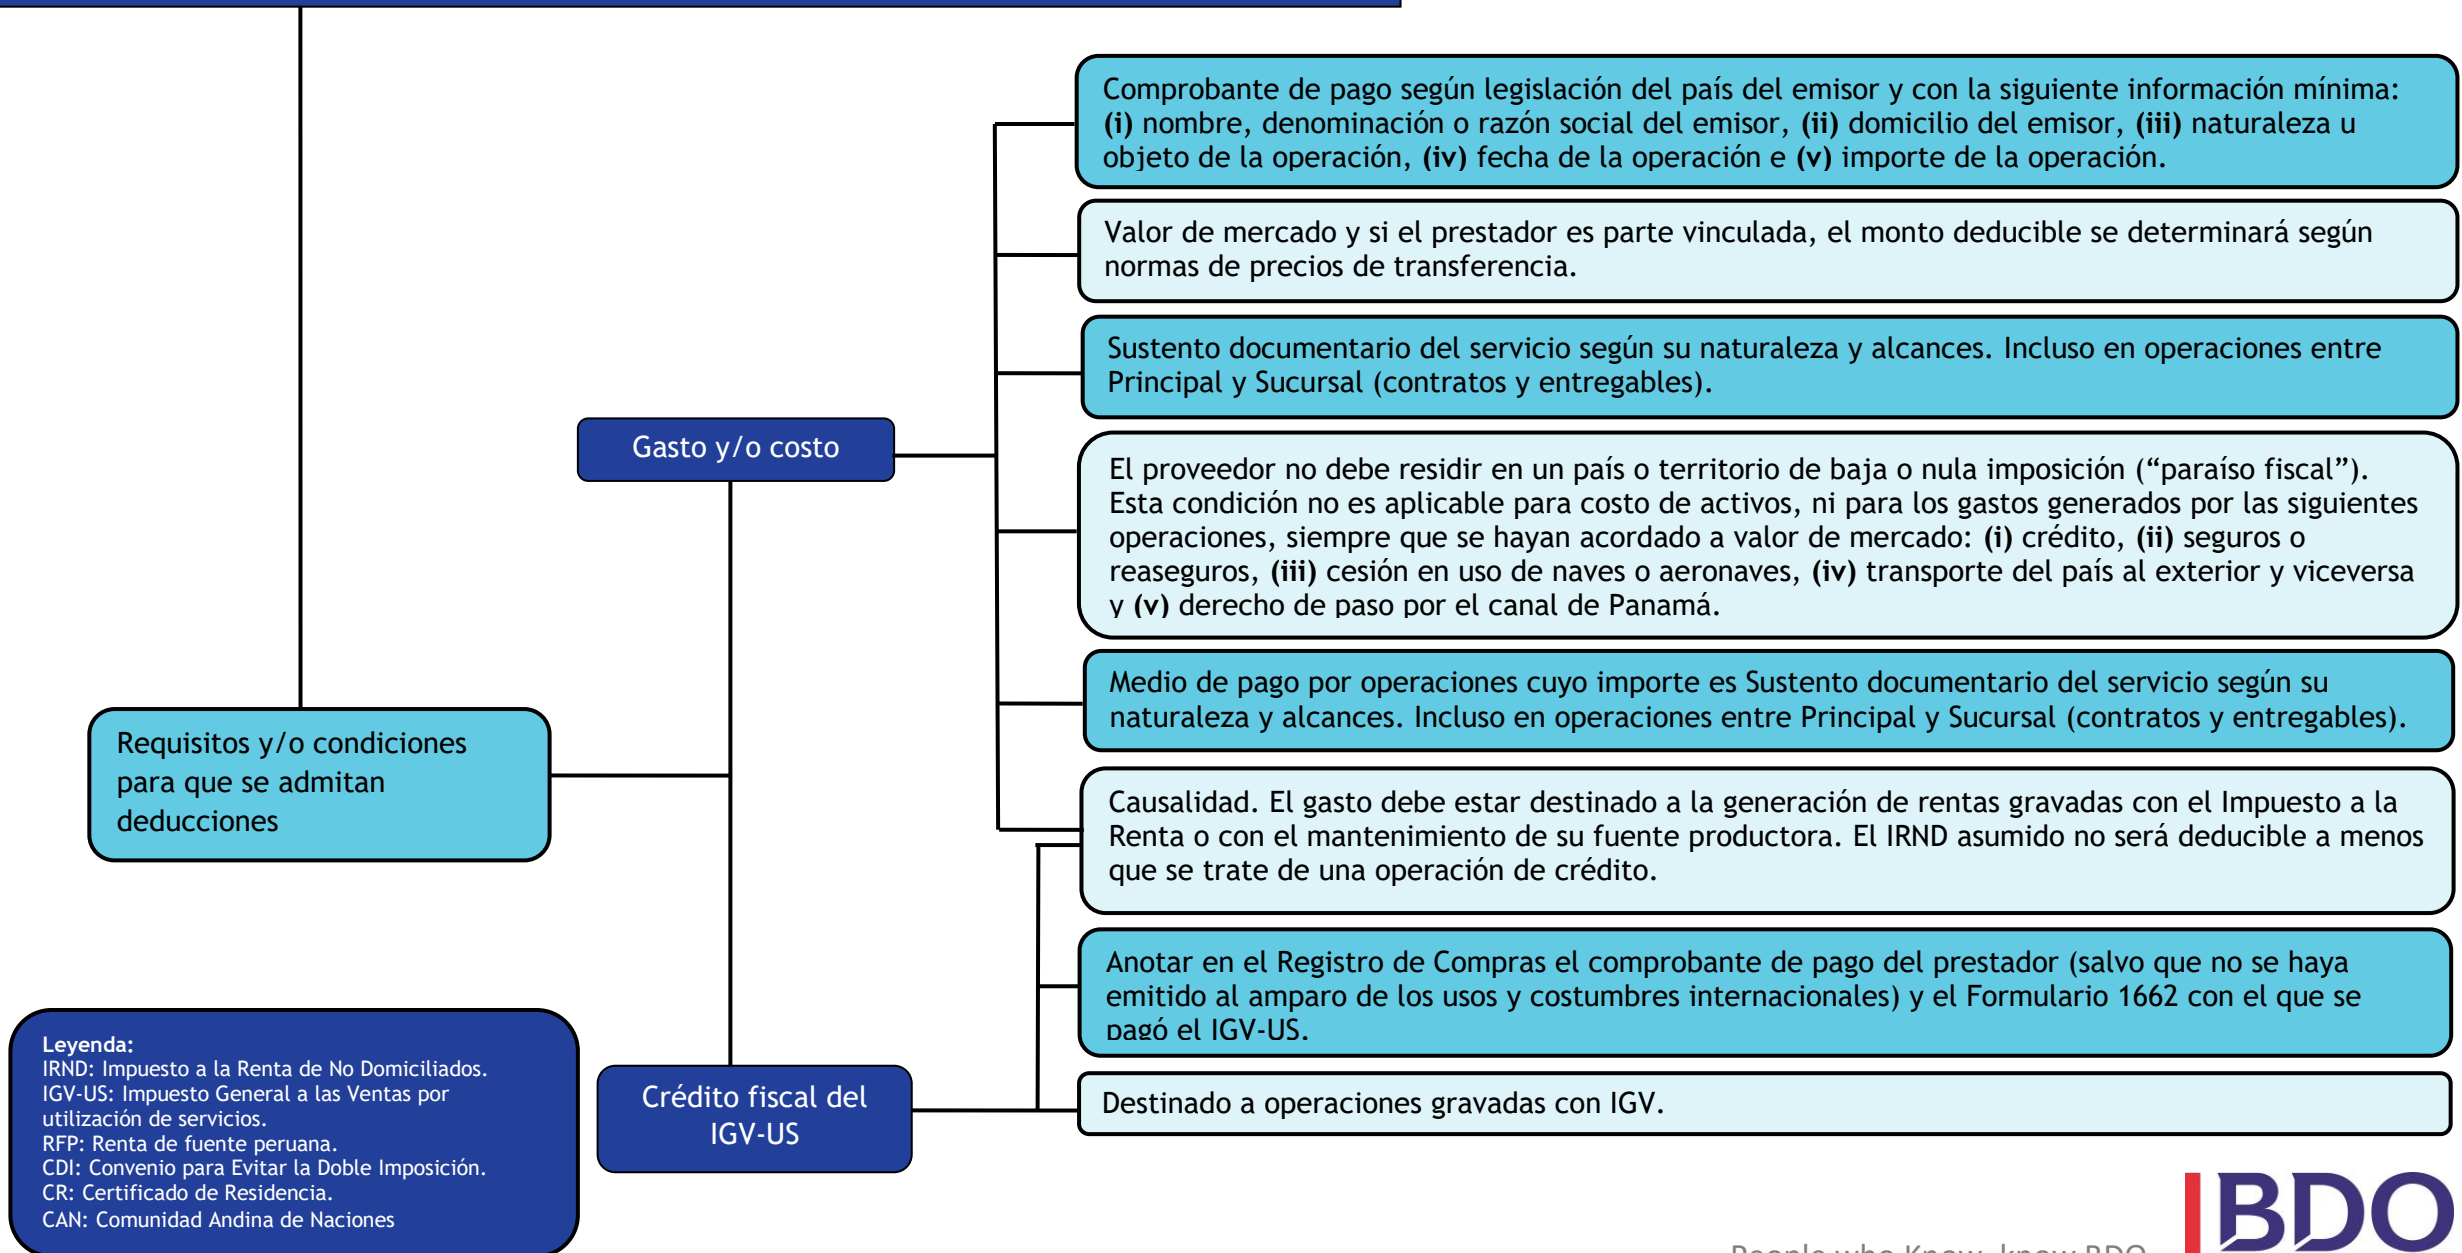 Comprobante de pago según legislación del país del emisor y con la siguiente información mínima:
(i) nombre, denominación o razón social del emisor, (ii) domicilio del emisor, (iii) naturaleza u
objeto de la operación, (iv) fecha de la operación e (v) importe de la operación.
Valor de mercado y si el prestador es parte vinculada, el monto deducible se determinará según
normas de precios de transferencia.
Sustento documentario del servicio según su naturaleza y alcances. Incluso en operaciones entre
Principal y Sucursal (contratos y entregables).
Gasto y/o costo
El proveedor no debe residir en un país o territorio de baja o nula imposición (“paraíso fiscal”).
Esta condición no es aplicable para costo de activos, ni para los gastos generados por las siguientes
operaciones, siempre que se hayan acordado a valor de mercado: (i) crédito, (ii) seguros o
reaseguros, (iii) cesión en uso de naves o aeronaves, (iv) transporte del país al exterior y viceversa
y (v) derecho de paso por el canal de Panamá.
Medio de pago por operaciones cuyo importe es Sustento documentario del servicio según su
naturaleza y alcances. Incluso en operaciones entre Principal y Sucursal (contratos y entregables).
Requisitos y/o condiciones
para que se admitan
deducciones
Causalidad. El gasto debe estar destinado a la generación de rentas gravadas con el Impuesto a la
Renta o con el mantenimiento de su fuente productora. El IRND asumido no será deducible a menos
que se trate de una operación de crédito.
Anotar en el Registro de Compras el comprobante de pago del prestador (salvo que no se haya
emitido al amparo de los usos y costumbres internacionales) y el Formulario 1662 con el que se
pagó el IGV-US.
Crédito fiscal del
IGV-US
Destinado a operaciones gravadas con IGV.
Leyenda:
IRND: Impuesto a la Renta de No Domiciliados.
IGV-US: Impuesto General a las Ventas por
utilización de servicios.
RFP: Renta de fuente peruana.
CDI: Convenio para Evitar la Doble Imposición.
CR: Certificado de Residencia.
CAN: Comunidad Andina de Naciones
People who Know, know BDO
BDO